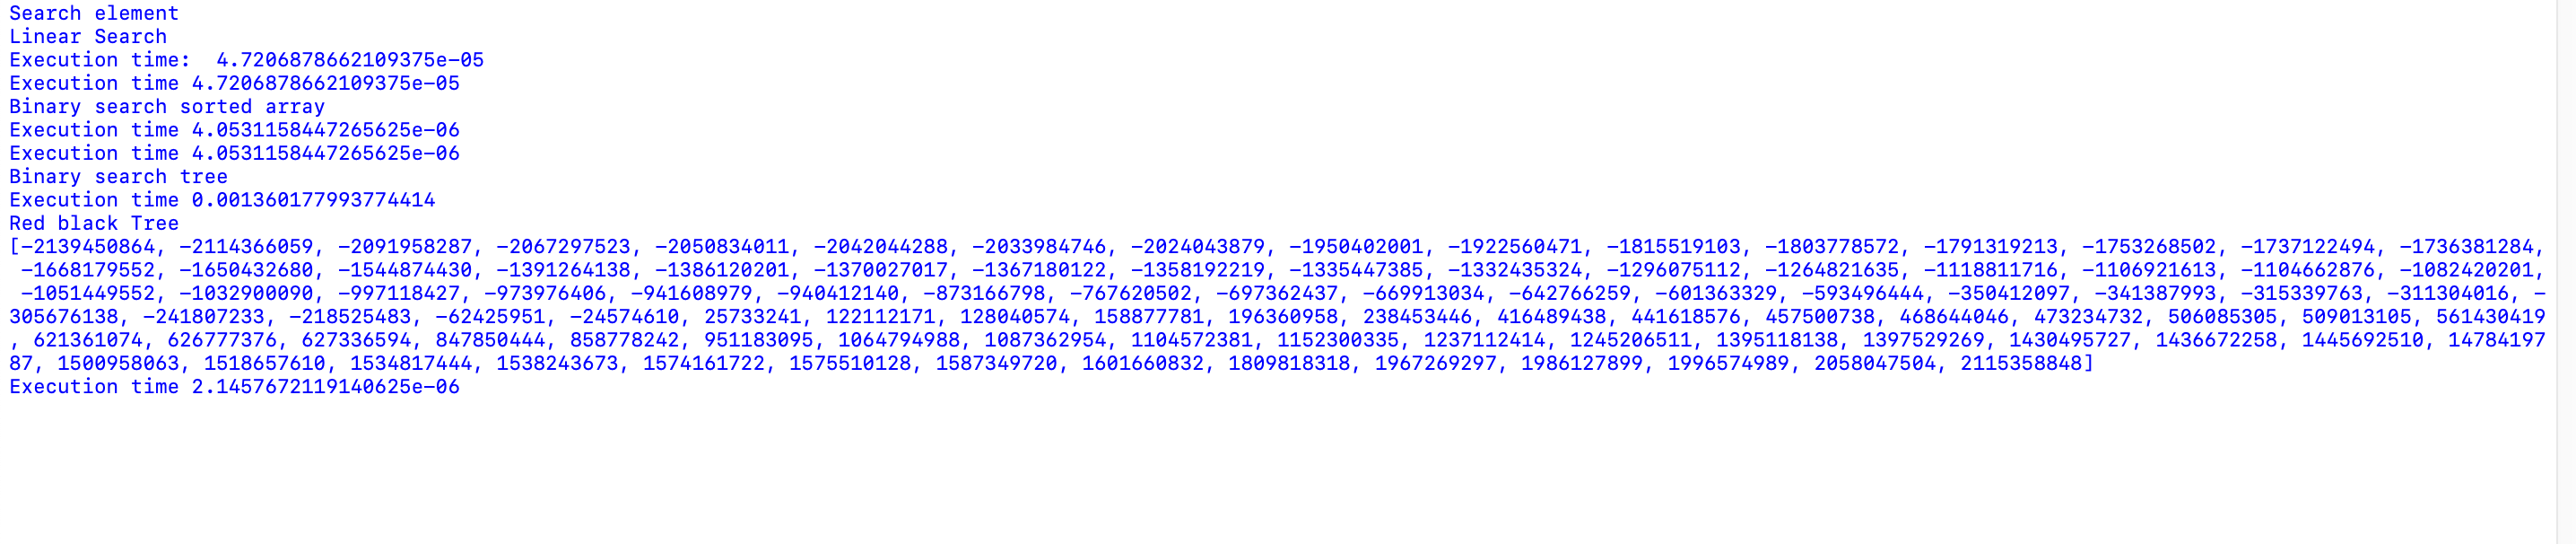 Search element
Linear Search
Execution time:  4.7206878662109375e-05
Execution time 4.7206878662109375e-05
Binary search sorted array
Execution time 4.0531158447265625e-06
Execution time 4.0531158447265625e-06
Binary search tree
Execution time 0.001360177993774414
Red black Tree
[-2139450864, -2114366059, -2091958287, -2067297523, -2050834011, -2042044288, -2033984746, -2024043879, -1950402001, -1922560471, -1815519103, -1803778572, -1791319213, -1753268502, -1737122494, -1736381284,
 -1668179552, -1650432680, -1544874430, -1391264138, -1386120201, -1370027017, -1367180122, -1358192219, -1335447385, -1332435324, -1296075112, -1264821635, -1118811716, -1106921613, -1104662876, -1082420201,
 -1051449552, -1032900090, -997118427, -973976406, -941608979, -940412140, -873166798, -767620502, -697362437, -669913034, -642766259, -601363329, -593496444, -350412097, -341387993, -315339763, -311304016, -
305676138, -241807233, -218525483, -62425951, -24574610, 25733241, 122112171, 128040574, 158877781, 196360958, 238453446, 416489438, 441618576, 457500738, 468644046, 473234732, 506085305, 509013105, 561430419
, 621361074, 626777376, 627336594, 847850444, 858778242, 951183095, 1064794988, 1087362954, 1104572381, 1152300335, 1237112414, 1245206511, 1395118138, 1397529269, 1430495727, 1436672258, 1445692510, 14784197
87, 1500958063, 1518657610, 1534817444, 1538243673, 1574161722, 1575510128, 1587349720, 1601660832, 1809818318, 1967269297, 1986127899, 1996574989, 2058047504, 2115358848]
Execution time 2.1457672119140625e-06